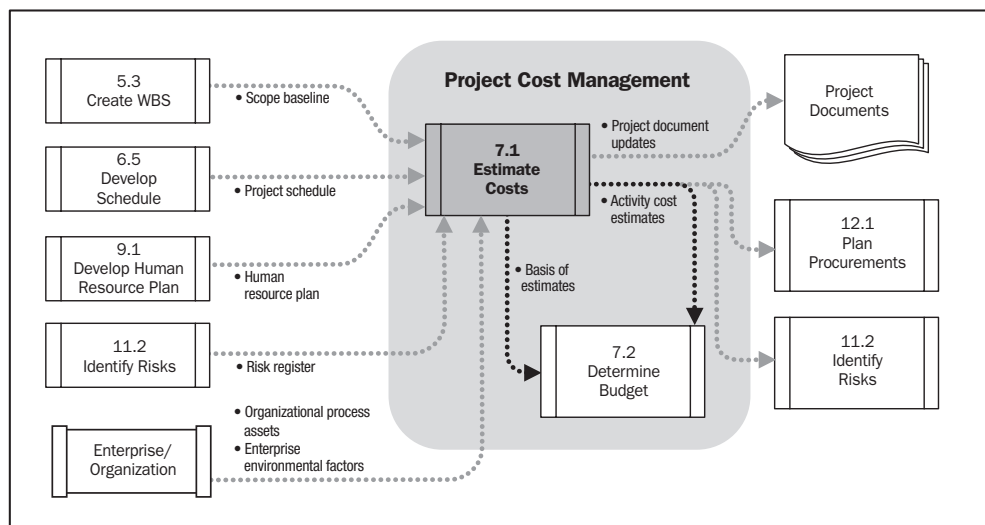 Project Cost Management
5.3
Create WBS
• Scope baseline
6.5
Develop
Schedule
• Project schedule
9.1
Develop Human
Resource Plan
• Human
resource plan
11.2
Identify Risks
• Risk register
Enterprise/
Organization
• Organizational process
assets
• Enterprise
environmental factors
7.1
Estimate
Costs
• Project document
updates
• Activity cost
estimates
• Basis of
estimates
7.2
Determine
Budget
Project
Documents
12.1
Plan
Procurements
11.2
Identify
Risks